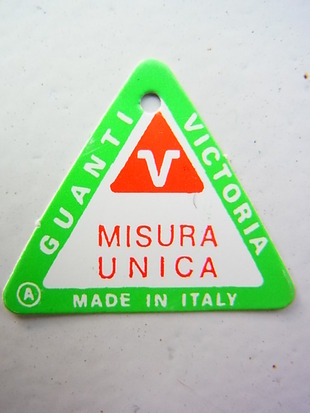 GUANTI VICTORIA
V
MISURA
UNICA
A MADE IN ITALY